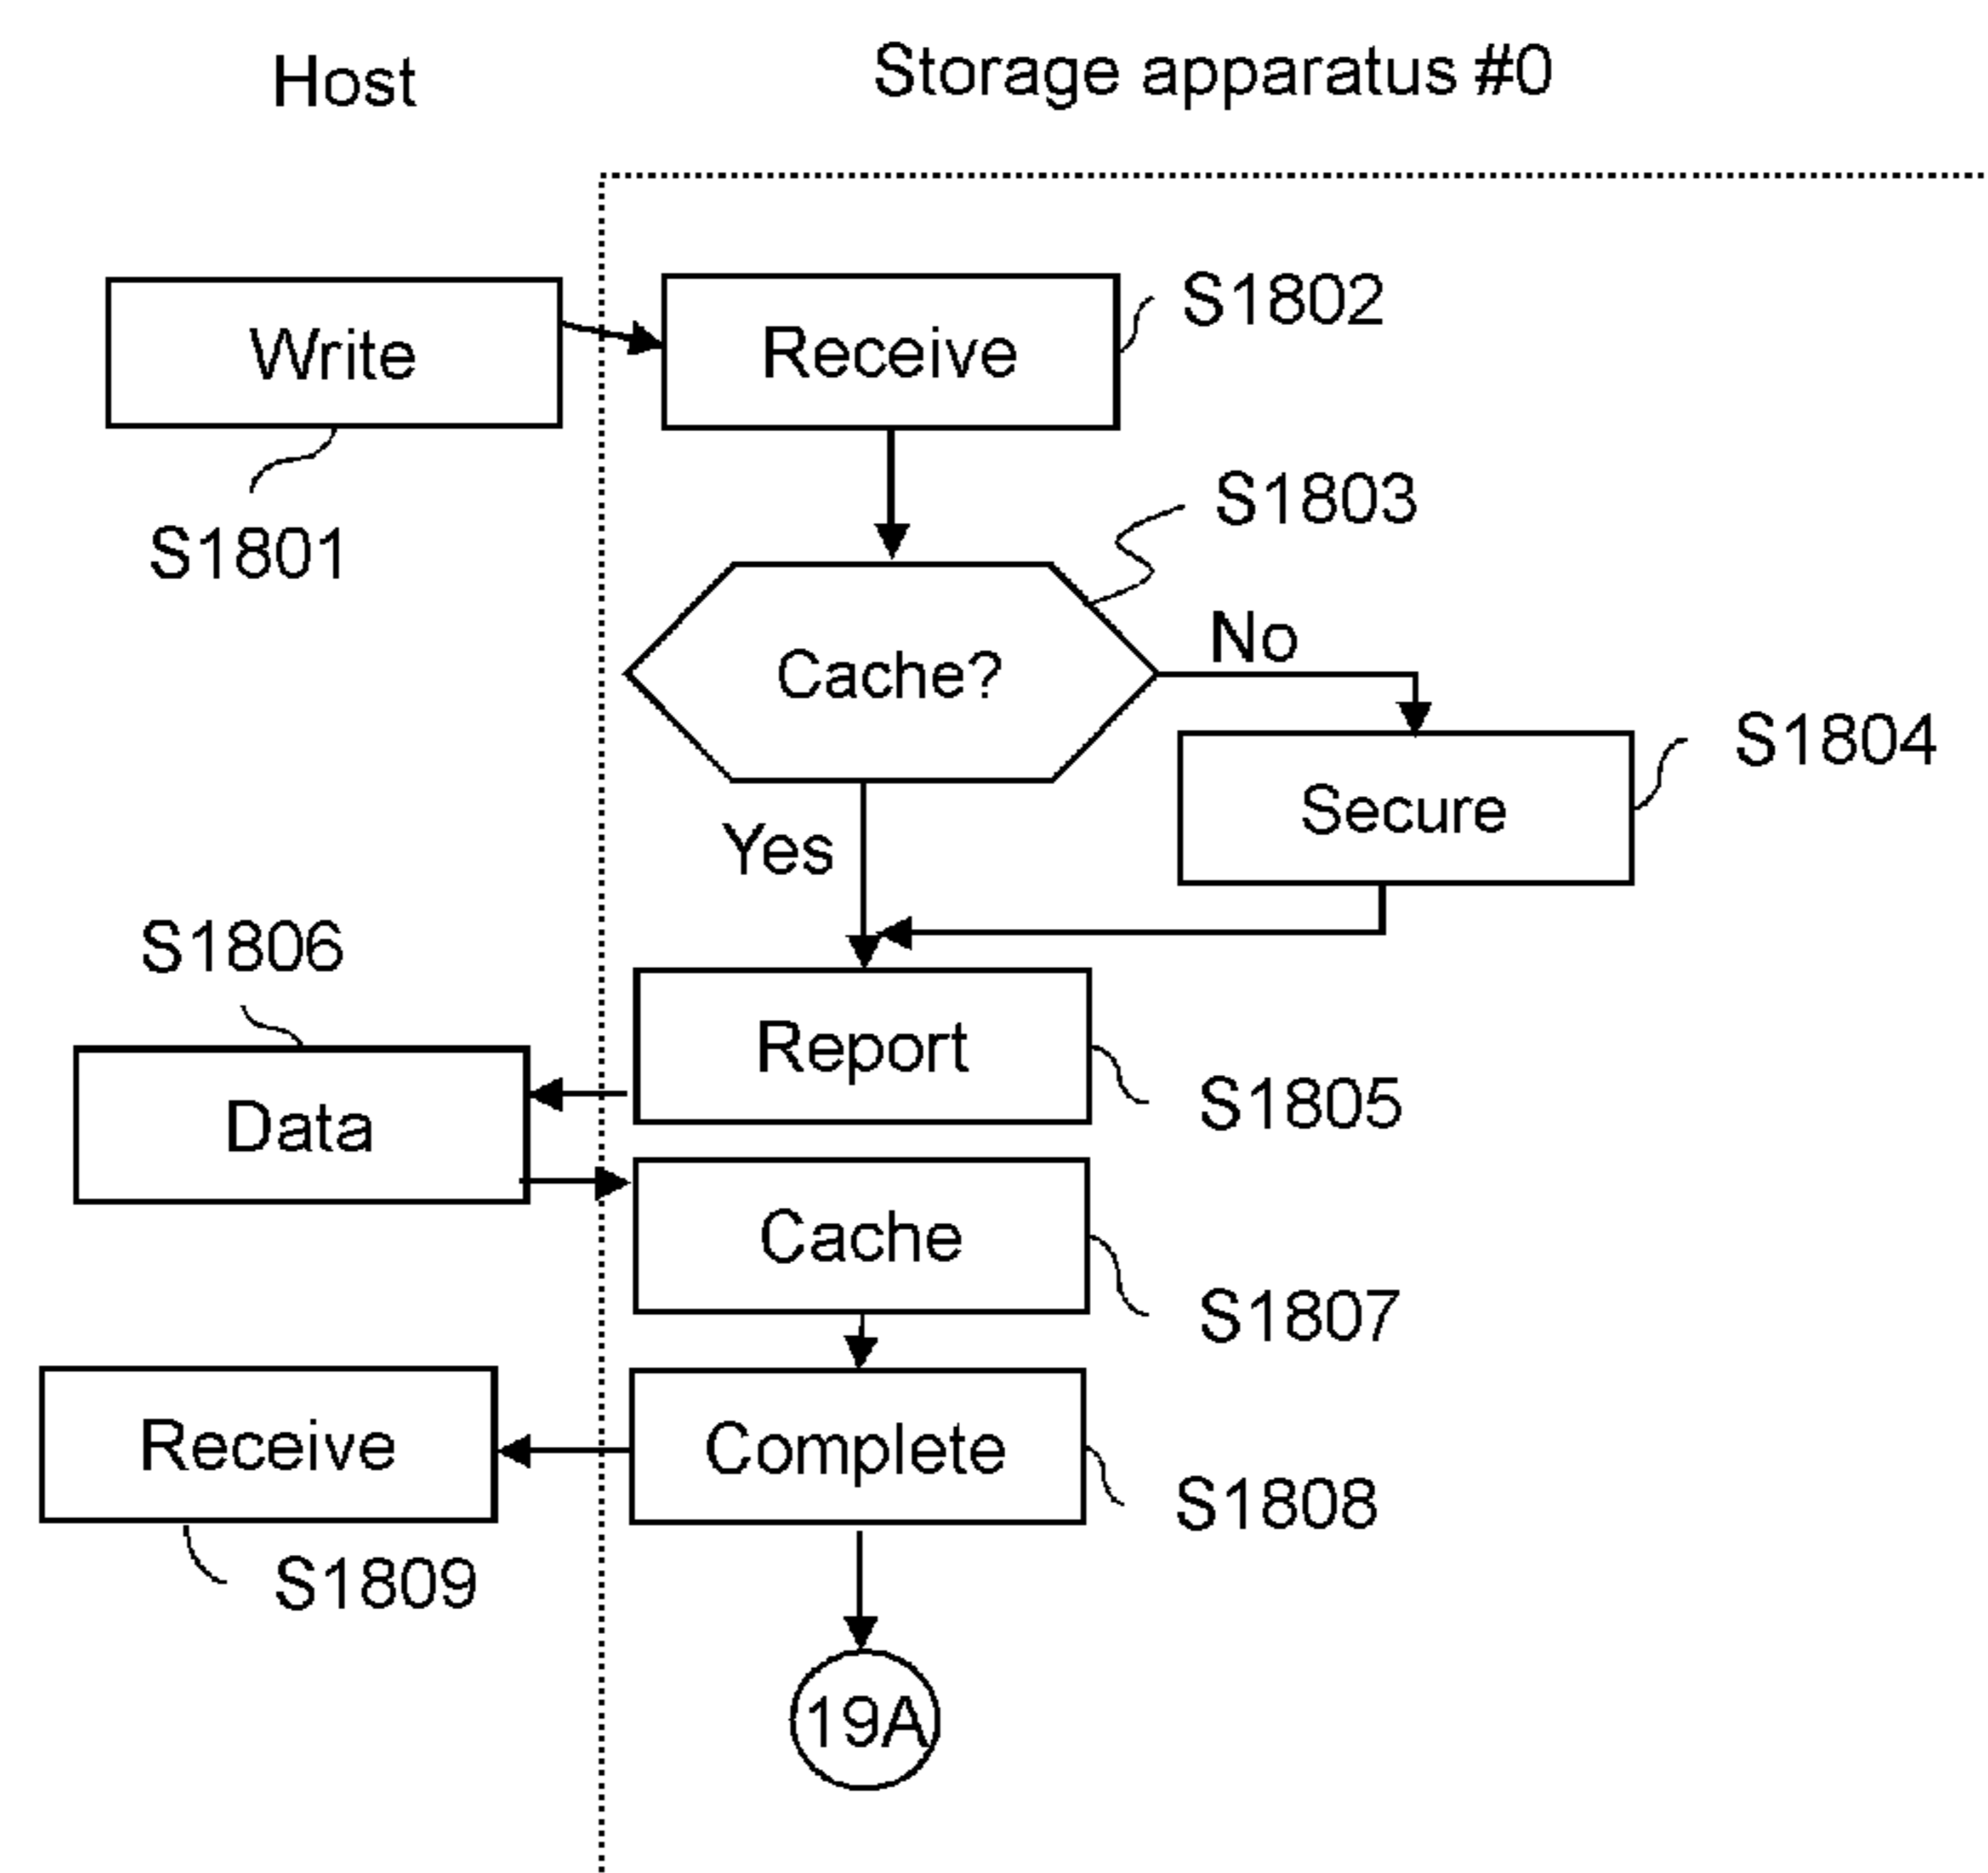 Host
Storage apparatus #0
Write
Receive
S1802
S1801
S1803
Cache?
No
S1804
Secure
Yes
S1806
Report
S1805
Data
Cache
S1807
Receive
Complete
S1808
S1809
19A